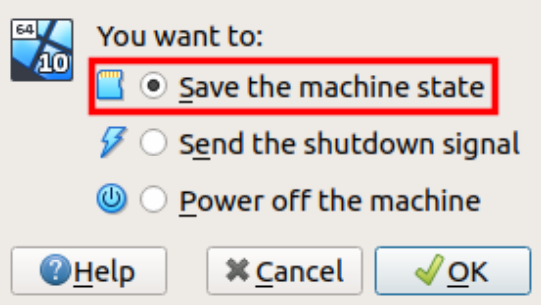 64
10
You want to:
Save the machine state
Send the shutdown signal
Power off the machine
Help Cancel OK